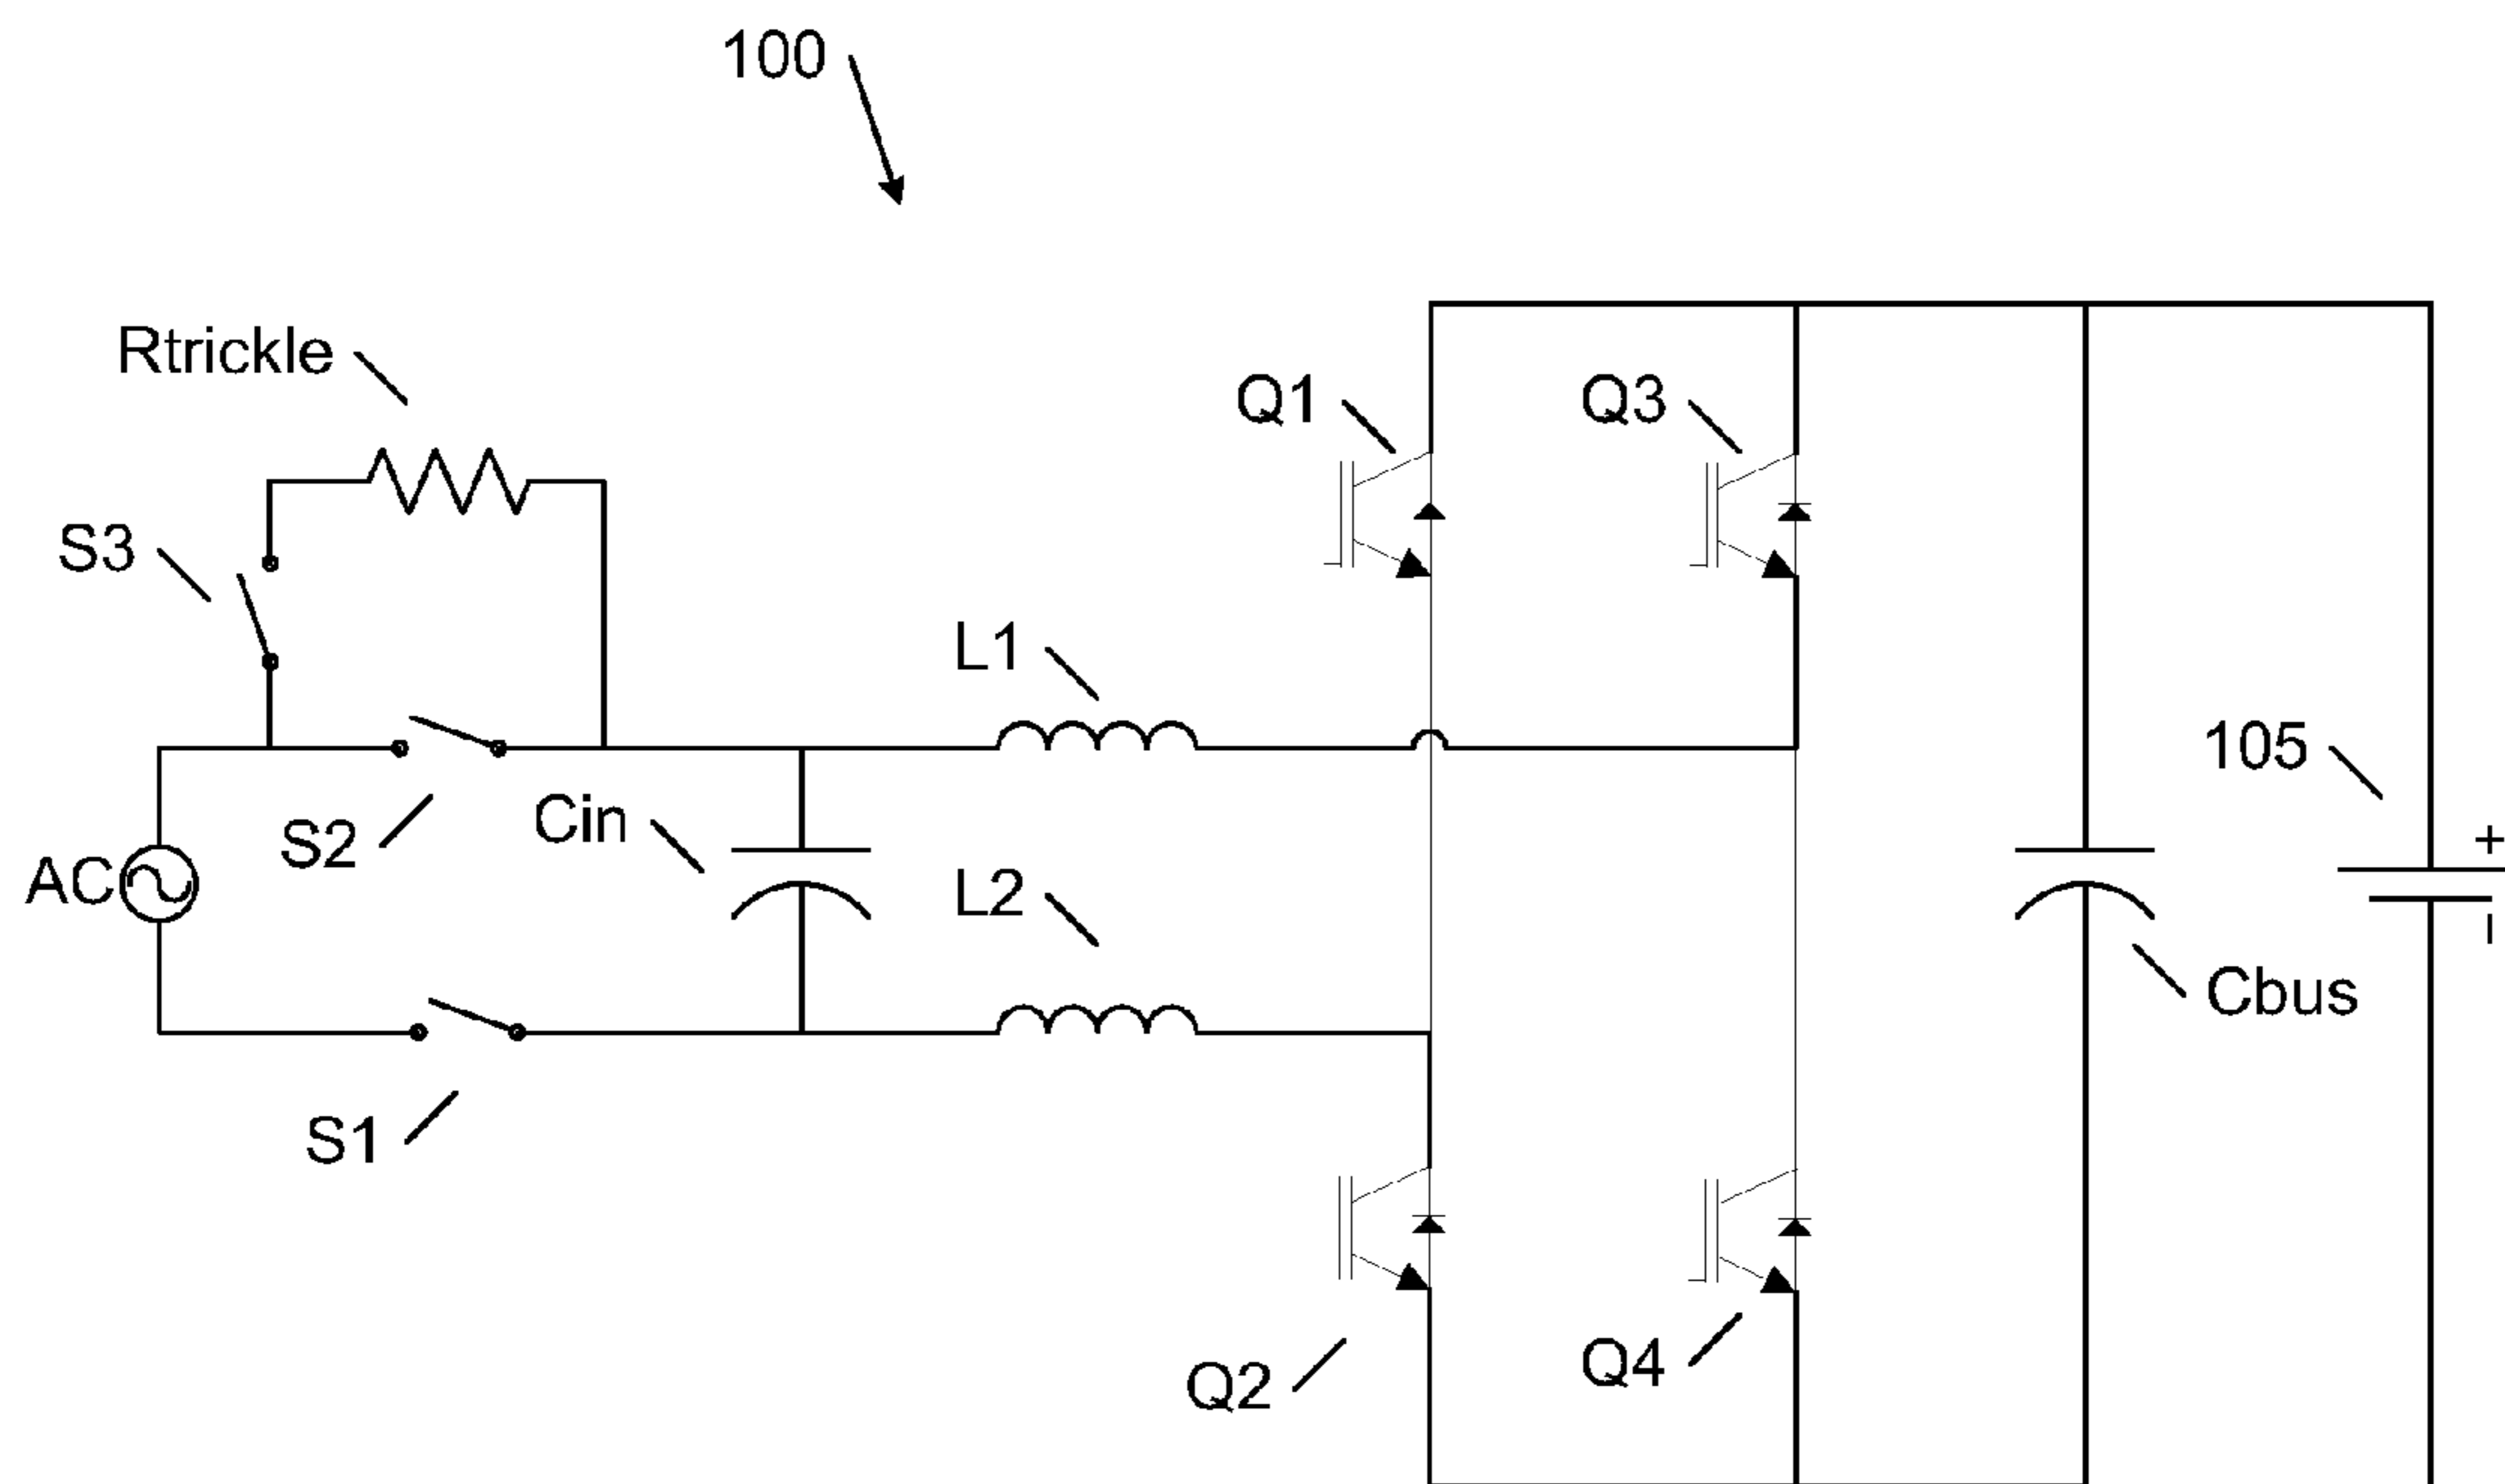 100
Rtrickle
Q1
Q3
S3
L1
105
+
S2
Cin
AC
L2
Cbus
S1
Q2
Q4